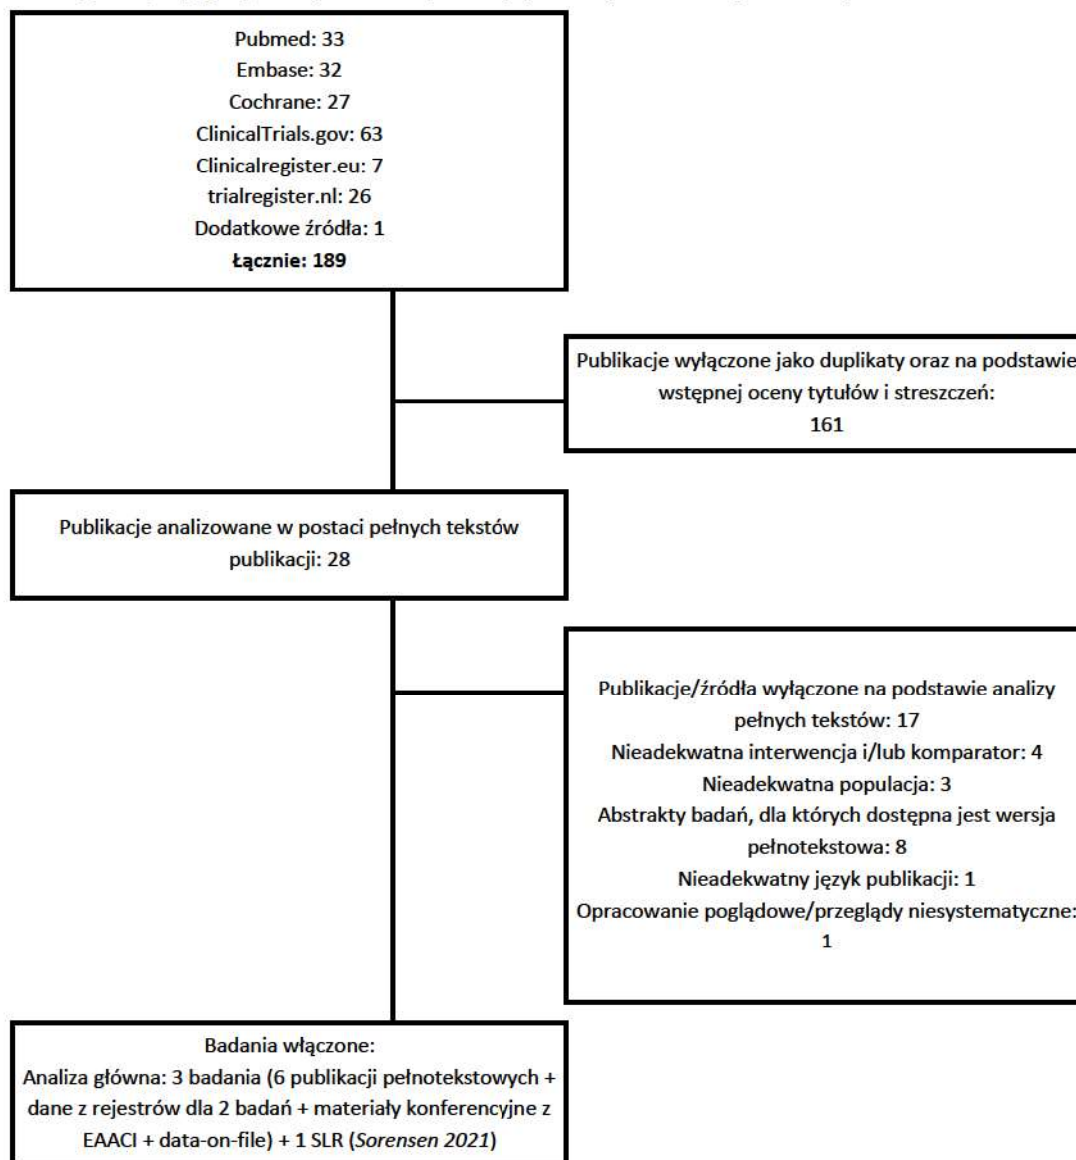 Pubmed: 33
Embase: 32
Cochrane: 27
ClinicalTrials.gov: 63
Clinicalregister.eu: 7
trialregister.nl: 26
Dodatkowe źródła: 1
Łącznie: 189
Publikacje wyłączone jako duplikaty oraz na podstawie
wstępnej oceny tytułów i streszczeń:
161
Publikacje analizowane w postaci pełnych tekstów
publikacji: 28
Publikacje/źródła wyłączone na podstawie analizy
pełnych tekstów: 17
Nieadekwatna interwencja i/lub komparator: 4
Nieadekwatna populacja: 3
Abstrakty badań, dla których dostępna jest wersja
pełnotekstowa: 8
Nieadekwatny język publikacji: 1
Opracowanie poglądowe/przeglądy niesystematyczne:
1
Badania włączone:
Analiza główna: 3 badania (6 publikacji pełnotekstowych +
dane z rejestrów dla 2 badań + materiały konferencyjne z
EAACI + data-on-file) + 1 SLR (Sorensen 2021)